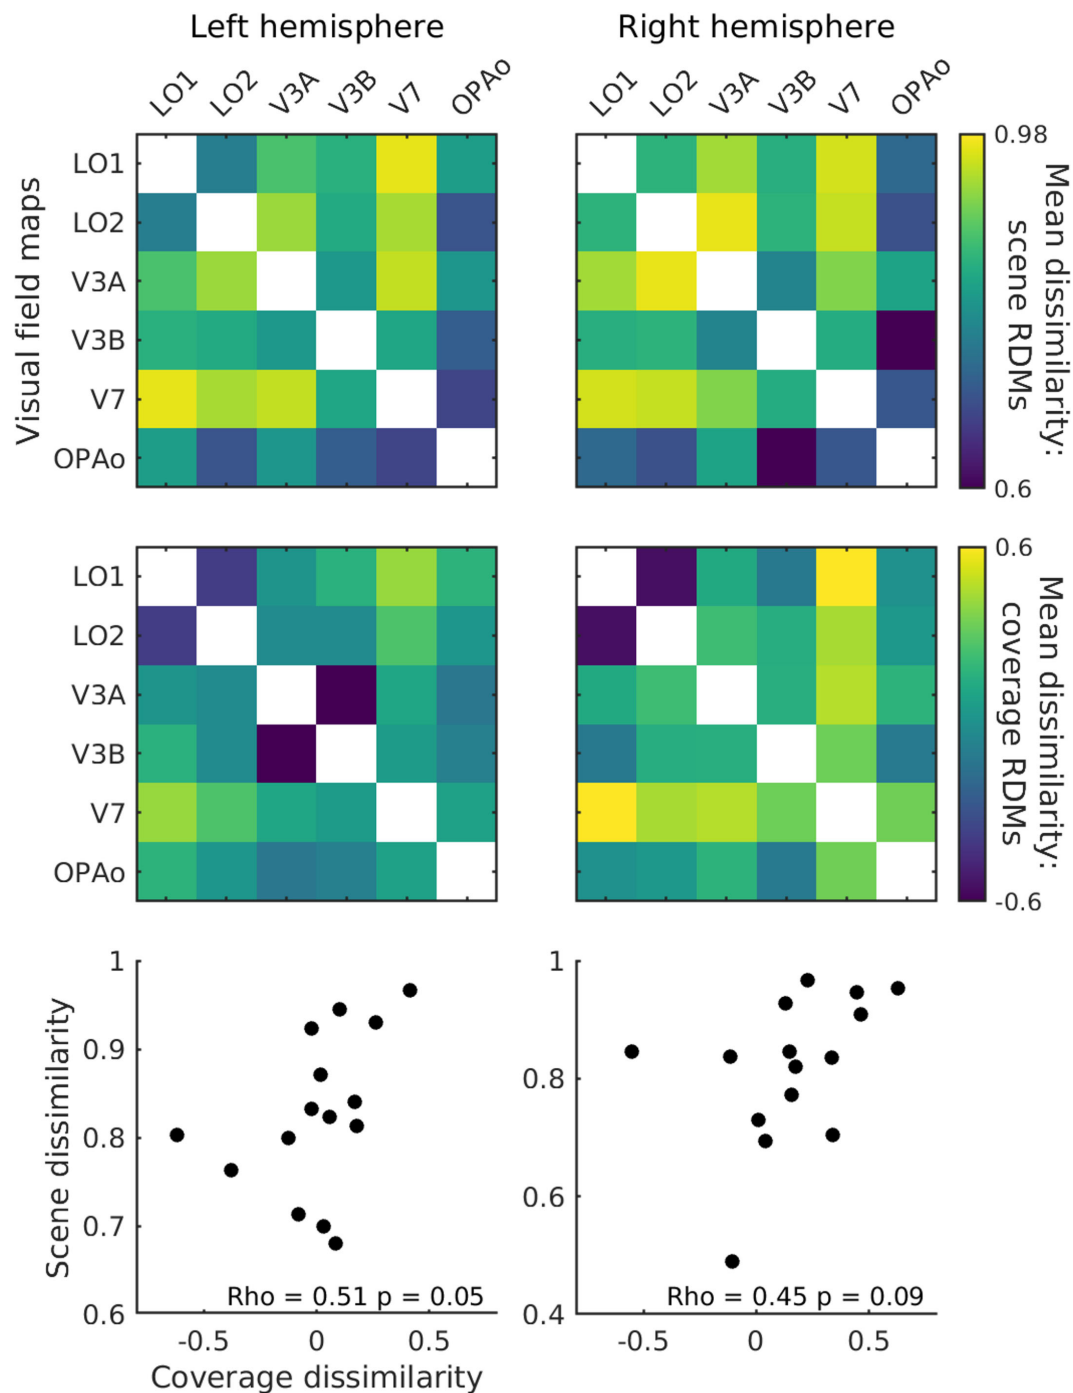 Left hemisphere
Right hemisphere
LO1 LO2 V3A V3B V7 OPAo
LO1 LO2 V3A V3B V7 OPAo
Visual field maps
LO1
LO2
V3A
V3B
V7
OPAo
0.98
0.6
Mean dissimilarity:
scene RDMs
LO1
LO2
V3A
V3B
V7
OPAo
0.6
-0.6
Mean dissimilarity:
coverage RDMs
Scene dissimilarity
1
0.9
0.8
0.7
0.6
Rho = 0.51 p = 0.05
-0.5 0 0.5
Coverage dissimilarity
1
0.8
0.6
0.4
Rho = 0.45 p = 0.09
-0.5 0 0.5